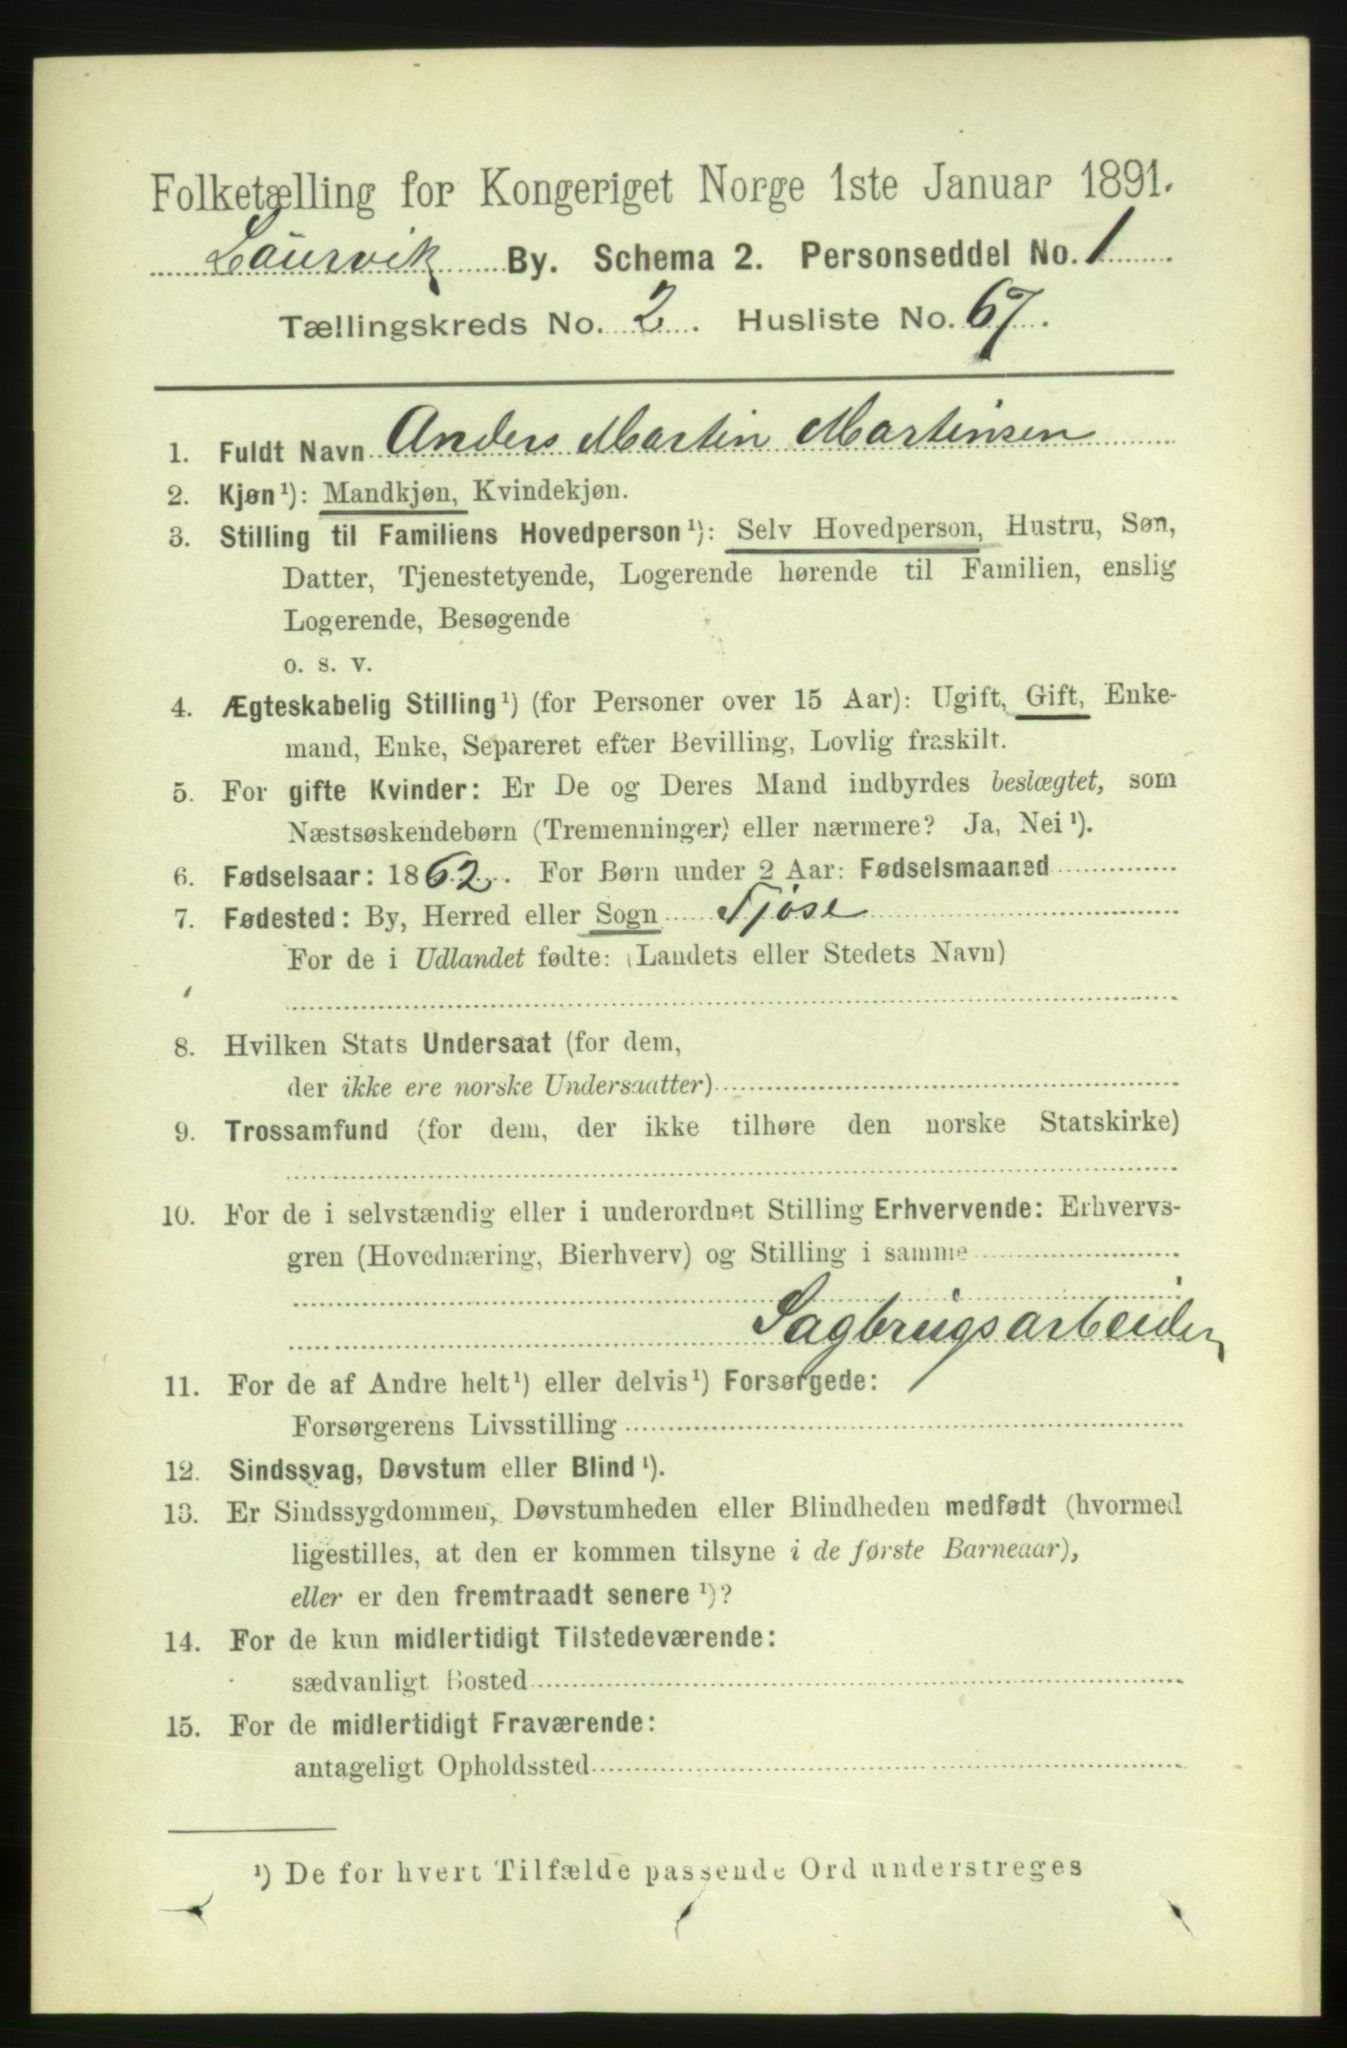 Folketælling for Kongeriget Norge 1ste Januar 1891.
Laurvik By. Schema 2. Personseddel No. 1
Tællingskreds No. 2. Husliste No. 67.
1. Fuldt Navn Anders Martin Martinsen
2. Kjøn¹): Mandkjøn, Kvindekjøn.
3. Stilling til Familiens Hovedperson¹): Selv Hovedperson, Hustru, Søn,
Datter, Tjenestetyende, Logerende hørende til Familien, enslig
Logerende, Besøgende
o. s. v.
4. Ægteskabelig Stilling¹) (for Personer over 15 Aar): Ugift, Gift, Enke-
mand, Enke, Separeret efter Bevilling, Lovlig fraskilt.
5. For gifte Kvinder: Er De og Deres Mand indbyrdes beslægtet, som
Næstsøskendebørn (Tremenninger) eller nærmere? Ja, Nei¹).
6. Fødselsaar: 1862. For Børn under 2 Aar: Fødselsmaaned
7. Fødested: By, Herred eller Sogn Tjøse
For de i Udlandet fødte: (Landets eller Stedets Navn)
8. Hvilken Stats Undersaat (for dem,
der ikke ere norske Undersaatter)
9. Trossamfund (for dem, der ikke tilhøre den norske Statskirke)
10. For de i selvstændig eller i underordnet Stilling Erhvervende: Erhvervs-
gren (Hovednæring, Bierhverv) og Stilling i samme
Sagbrugsarbeider
11. For de af Andre helt¹) eller delvis¹) Forsørgede:
Forsørgerens Livsstilling
12. Sindssvag, Døvstum eller Blind¹).
13. Er Sindssygdommen, Døvstumheden eller Blindheden medfødt (hvormed
ligestilles, at den er kommen tilsyne i de første Barneaar),
eller er den fremtraadt senere¹)?
14. For de kun midlertidigt Tilstedeværende:
sædvanligt Bosted
15. For de midlertidigt Fraværende:
antageligt Opholdssted
¹) De for hvert Tilfælde passende Ord understreges